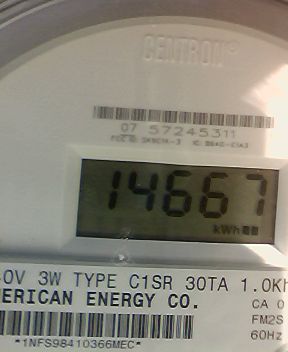 CENTRON®
07 57245311
14667
kWh
0V 3W TYPE C1SR 30TA 1.0Kh
ERICAN ENERGY CO. CA 0
FM2S
*1NFS98410366MEC* 60Hz